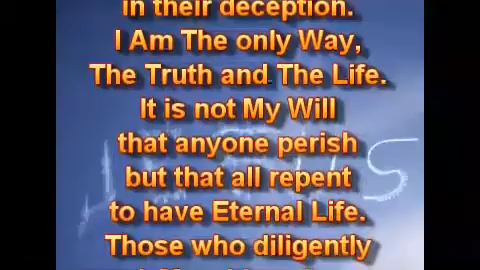 in their deception.
I Am The only Way,
The Truth and The Life.
It is not My Will
that anyone perish
but that all repent
to have Eternal Life.
Those who diligently
JESUS